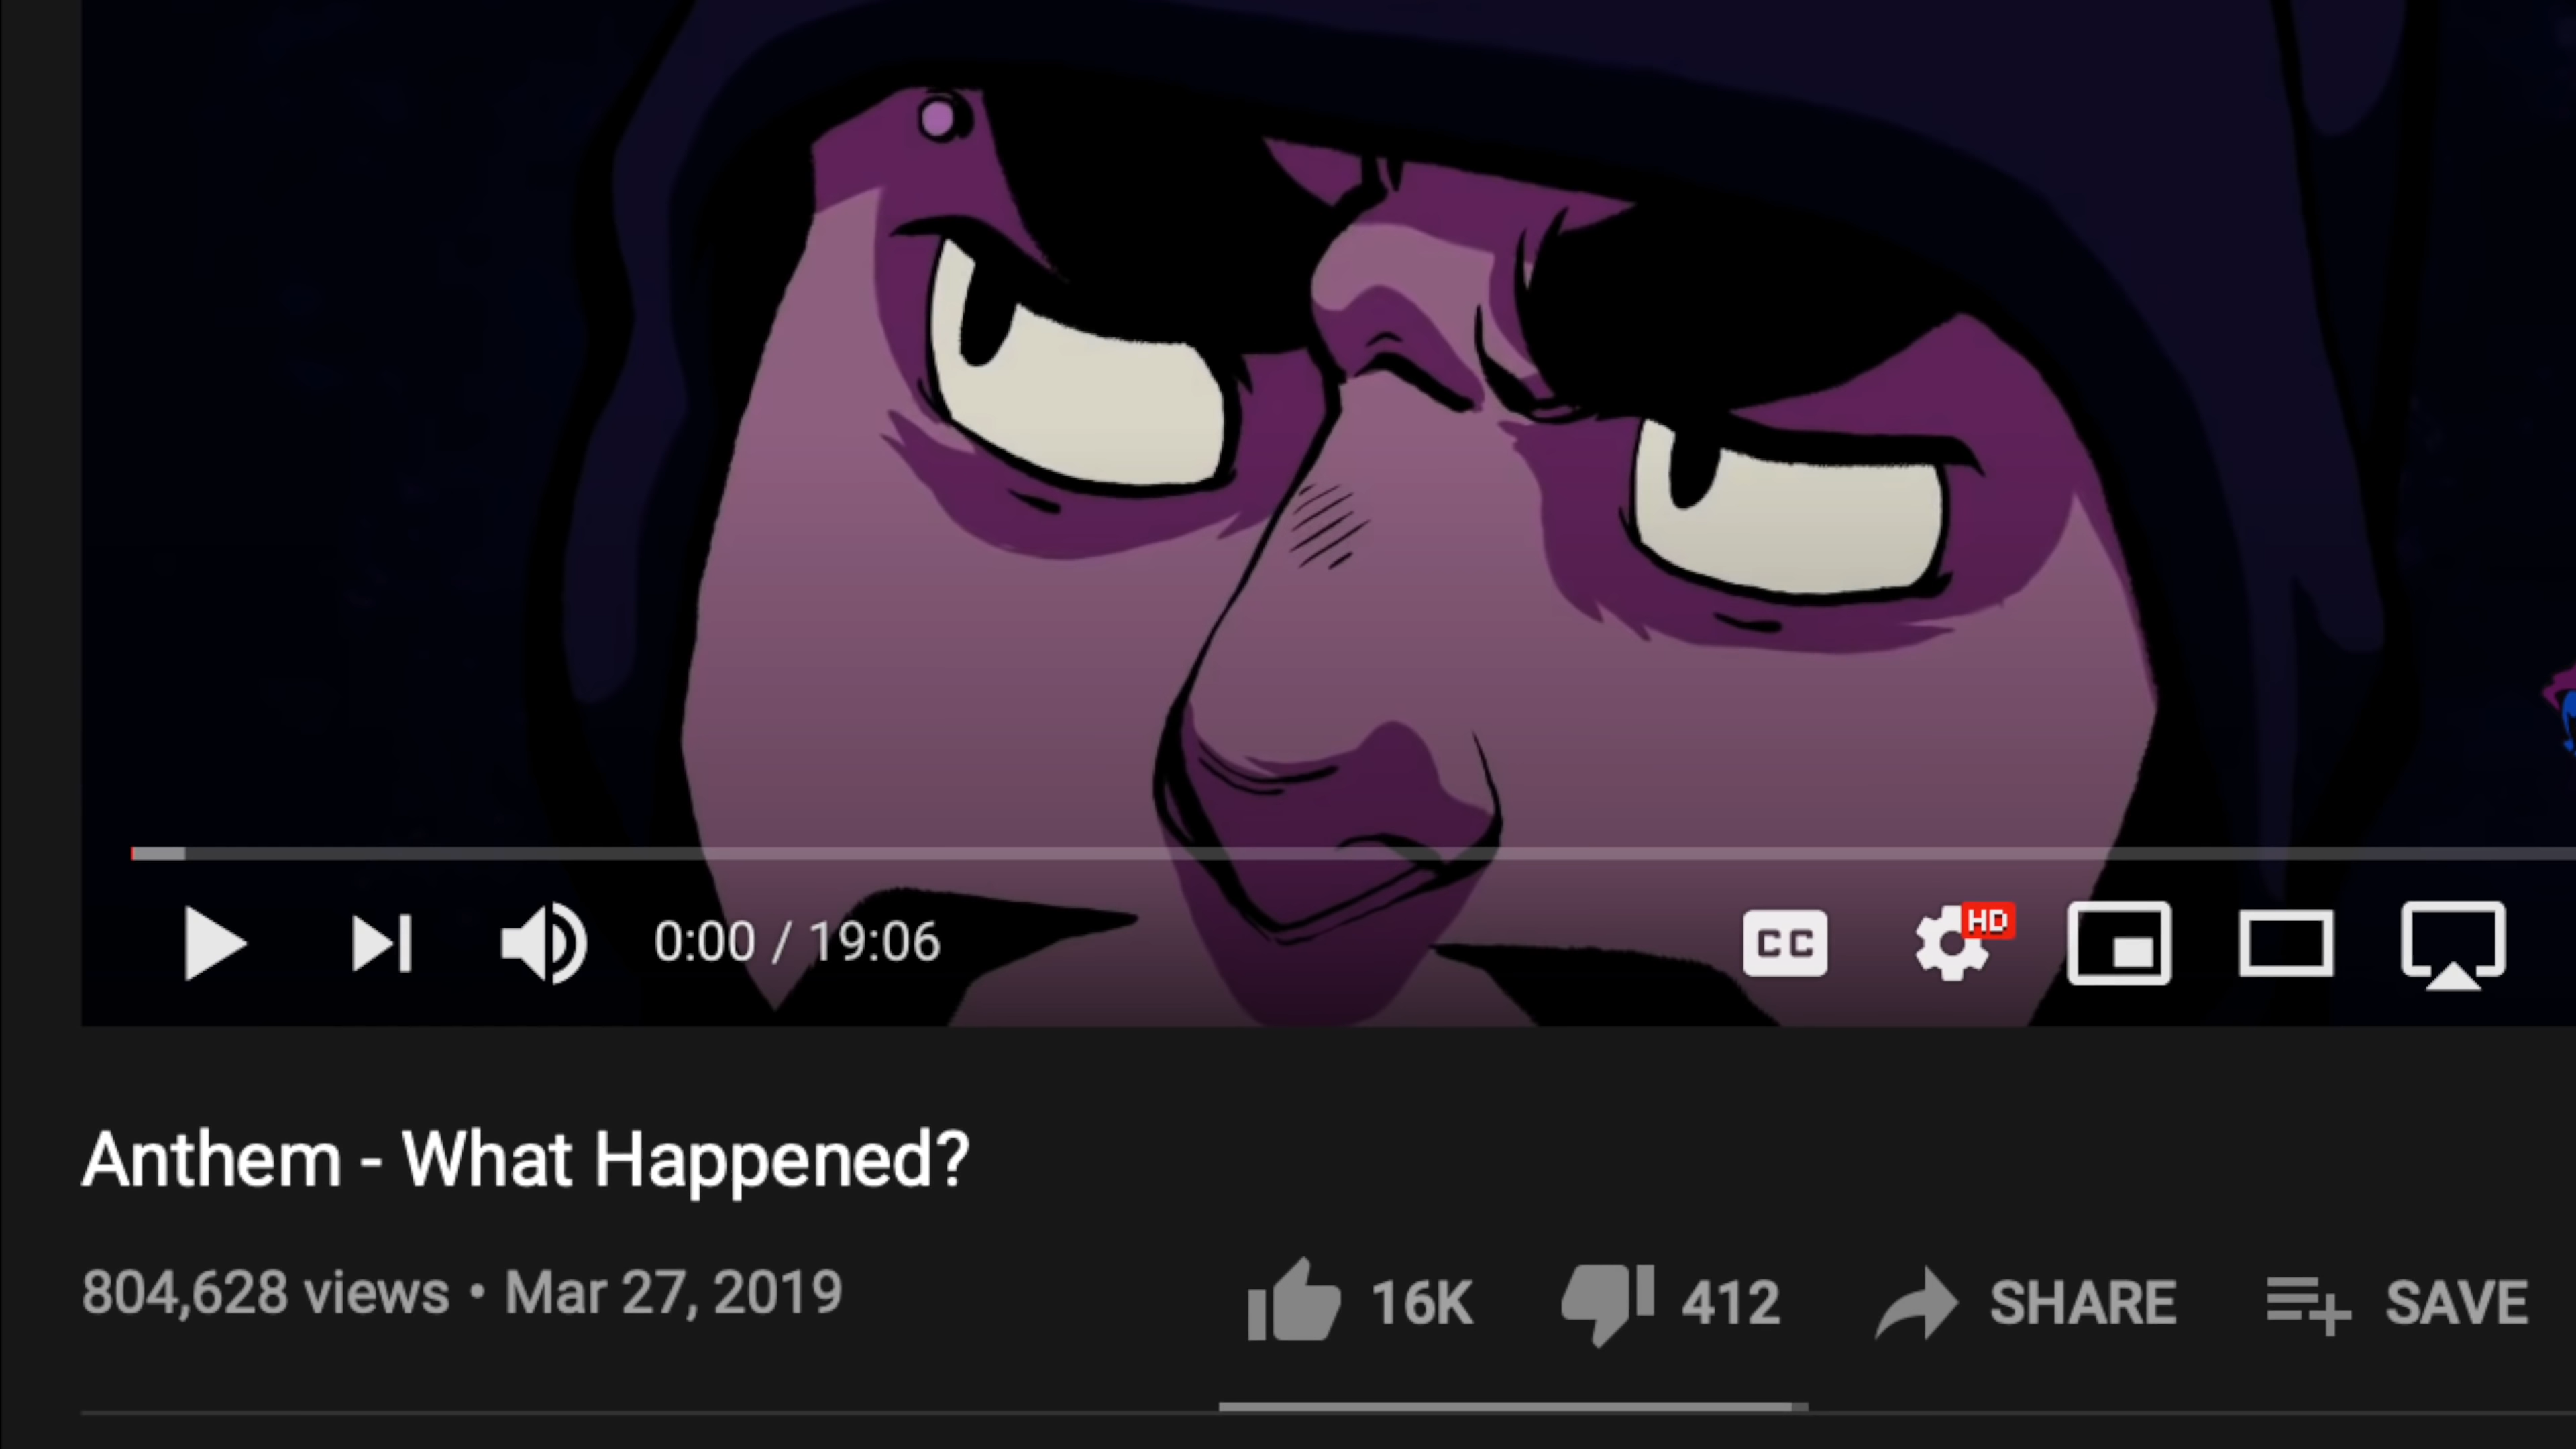 0:00 / 19:06 CC HD
Anthem - What Happened?
804,628 views • Mar 27, 2019 16K 412 SHARE SAVE